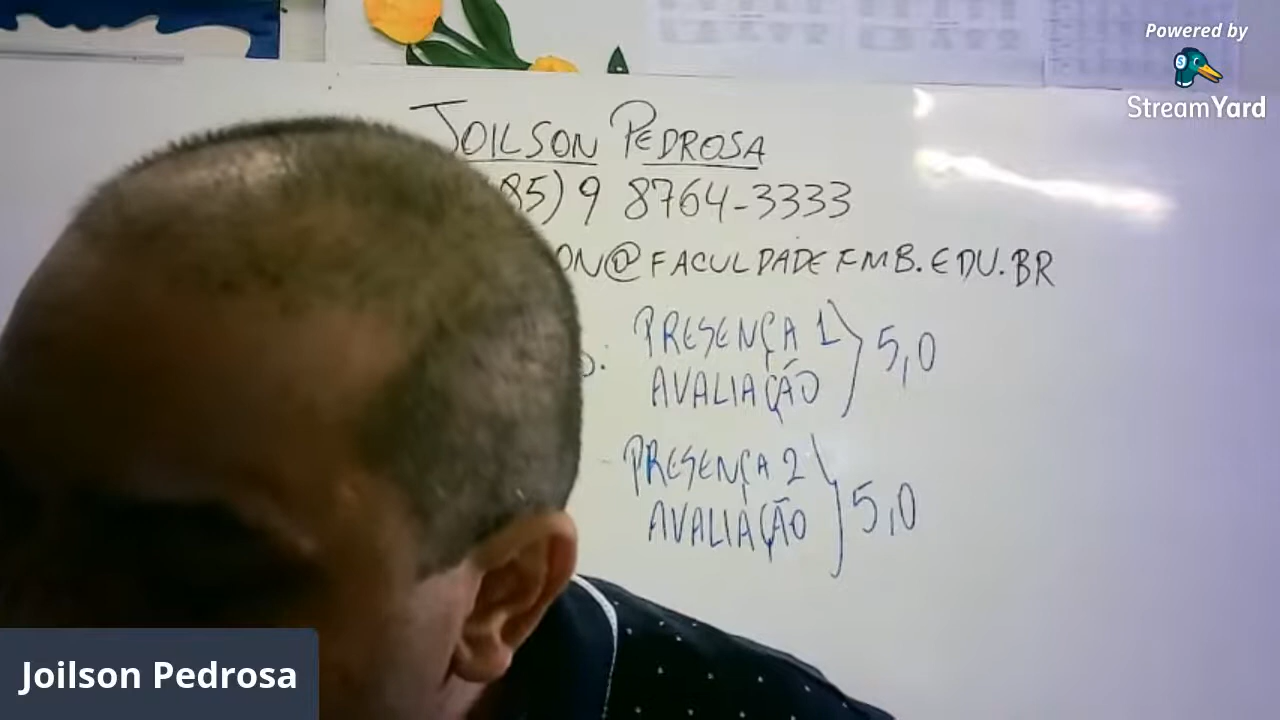 Powered by
StreamYard
JOILSON PEDROSA
85) 9 8764-3333
ON@FACULDADEFMB.EDU.BR
PRESENÇA 1
AVALIAÇÃO
5,0
PRESENÇA 2
AVALIAÇÃO
5,0
Joilson Pedrosa